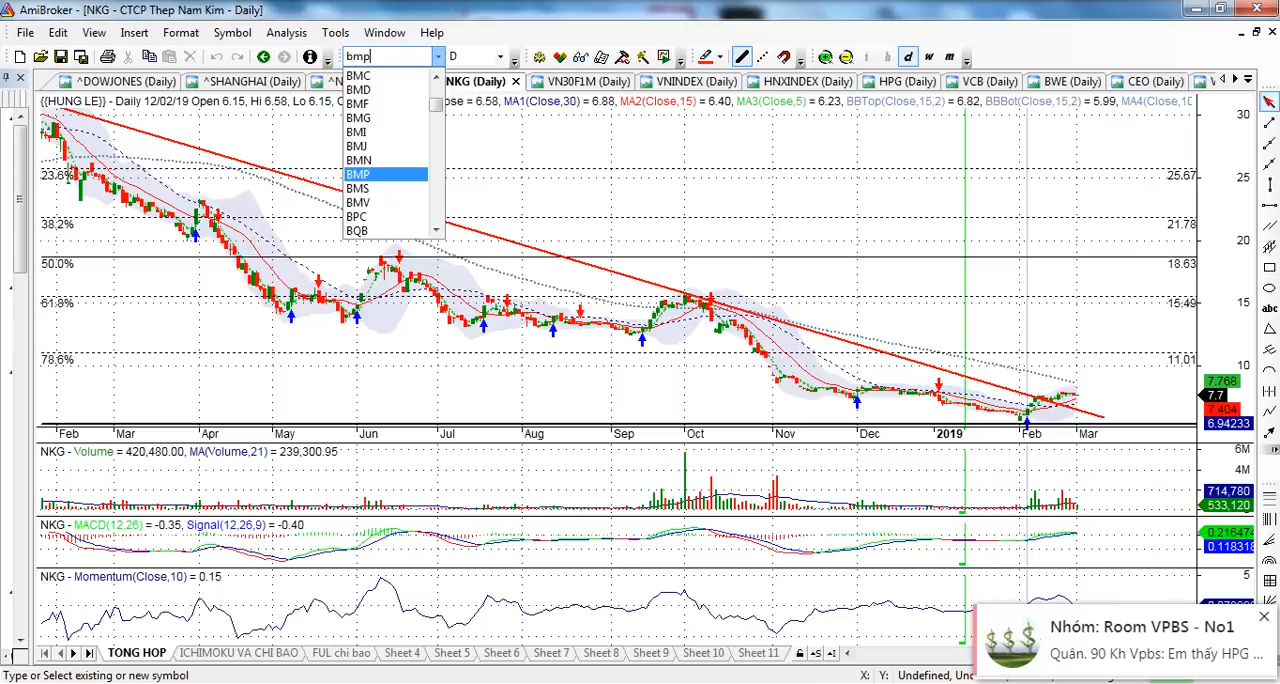 AmiBroker - [NKG - CTCP Thep Nam Kim - Daily]
File Edit View Insert Format Symbol Analysis Tools Window Help
bmp D i h d w m
^DOWJONES (Daily) ^SHANGHAI (Daily) NKG (Daily) VN30F1M (Daily) VNINDEX (Daily) HNXINDEX (Daily) HPG (Daily) VCB (Daily) BWE (Daily) CEO (Daily)
{{HUNG LE}} - Daily 12/02/19 Open 6.15, Hi 6.58, Lo 6.15, ose = 6.58, MA1(Close,30) = 6.88, MA2(Close,15) = 6.40, MA3(Close,5) = 6.23, BBTop(Close,15,2) = 6.82, BBBot(Close,15,2) = 5.99, MA4(Close,10
BMC
BMD
BMF
BMG
BMI
BMJ
BMN
BMP
BMS
BMV
BPC
BQB
30
25
20
15
10
23.6%
38.2%
50.0%
61.8%
78.6%
25.67
21.78
18.63
15.49
11.01
7.768
7.7
7.404
6.94233
Feb Mar Apr May Jun Jul Aug Sep Oct Nov Dec 2019 Feb Mar
NKG - Volume = 420,480.00, MA(Volume,21) = 239,300.95
6M
4M
714,780
533,120
NKG - MACD(12,26) = -0.35, Signal(12,26,9) = -0.40
0.216474
0.118318
NKG - Momentum(Close,10) = 0.15
5
abc
Nhóm: Room VPBS - No1
Quân. 90 Kh Vpbs: Em thấy HPG ...
TONG HOP ICHIMOKU VA CHI BAO FUL chi bao Sheet 4 Sheet 5 Sheet 6 Sheet 7 Sheet 8 Sheet 9 Sheet 10 Sheet 11
Type or Select existing or new symbol
X: Y: Undefined,